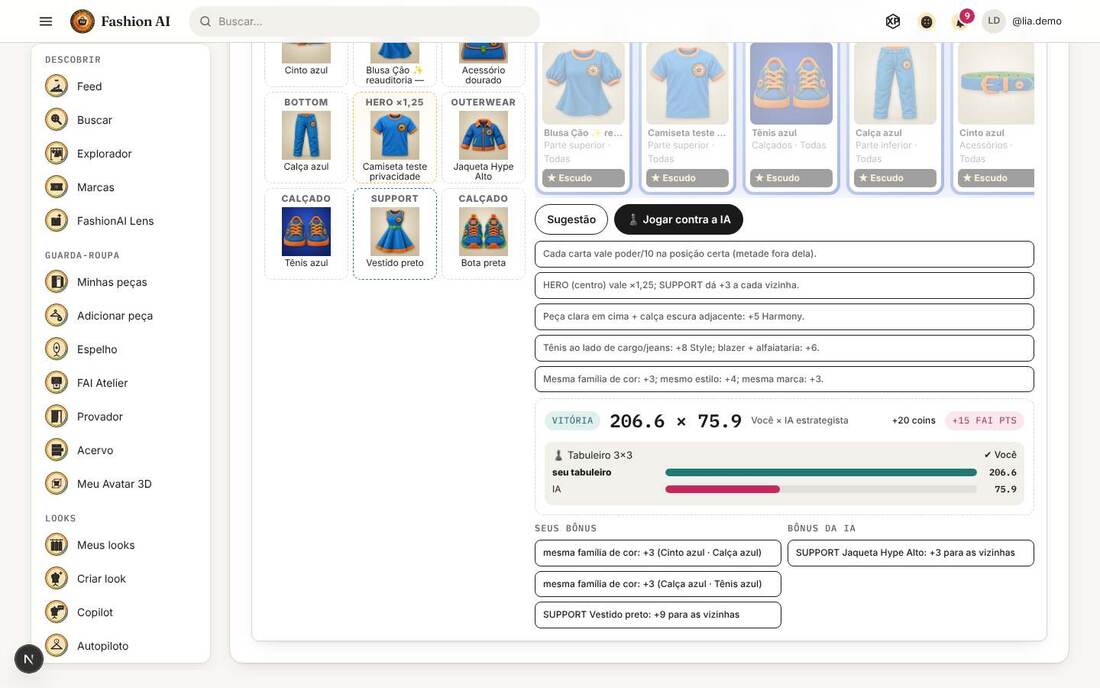 Fashion AI
Buscar...
XP
9
LD
@lia.demo
DESCOBRIR
Feed
Buscar
Explorador
Marcas
FashionAI Lens
GUARDA-ROUPA
Minhas peças
Adicionar peça
Espelho
FAI Atelier
Provador
Acervo
Meu Avatar 3D
LOOKS
Meus looks
Criar look
Copilot
Autopiloto
N
Cinto azul
Blusa Ção ✨
reauditoria —
Acessório
dourado
BOTTOM
HERO ×1,25
OUTERWEAR
Calça azul
Camiseta teste
privacidade
Jaqueta Hype
Alto
CALÇADO
SUPPORT
CALÇADO
Tênis azul
Vestido preto
Bota preta
Blusa Ção ✨ re...
Parte superior ·
Todas
★ Escudo
Camiseta teste ...
Parte superior ·
Todas
★ Escudo
Tênis azul
Calçados · Todas
★ Escudo
Calça azul
Parte inferior ·
Todas
★ Escudo
Cinto azul
Acessórios ·
Todas
★ Escudo
Sugestão
♟ Jogar contra a IA
Cada carta vale poder/10 na posição certa (metade fora dela).
HERO (centro) vale ×1,25; SUPPORT dá +3 a cada vizinha.
Peça clara em cima + calça escura adjacente: +5 Harmony.
Tênis ao lado de cargo/jeans: +8 Style; blazer + alfaiataria: +6.
Mesma família de cor: +3; mesmo estilo: +4; mesma marca: +3.
VITÓRIA 206.6 × 75.9 Você × IA estrategista +20 coins +15 FAI PTS
♟ Tabuleiro 3×3 ✔ Você
seu tabuleiro 206.6
IA 75.9
SEUS BÔNUS
mesma família de cor: +3 (Cinto azul · Calça azul)
mesma família de cor: +3 (Calça azul · Tênis azul)
SUPPORT Vestido preto: +9 para as vizinhas
BÔNUS DA IA
SUPPORT Jaqueta Hype Alto: +3 para as vizinhas